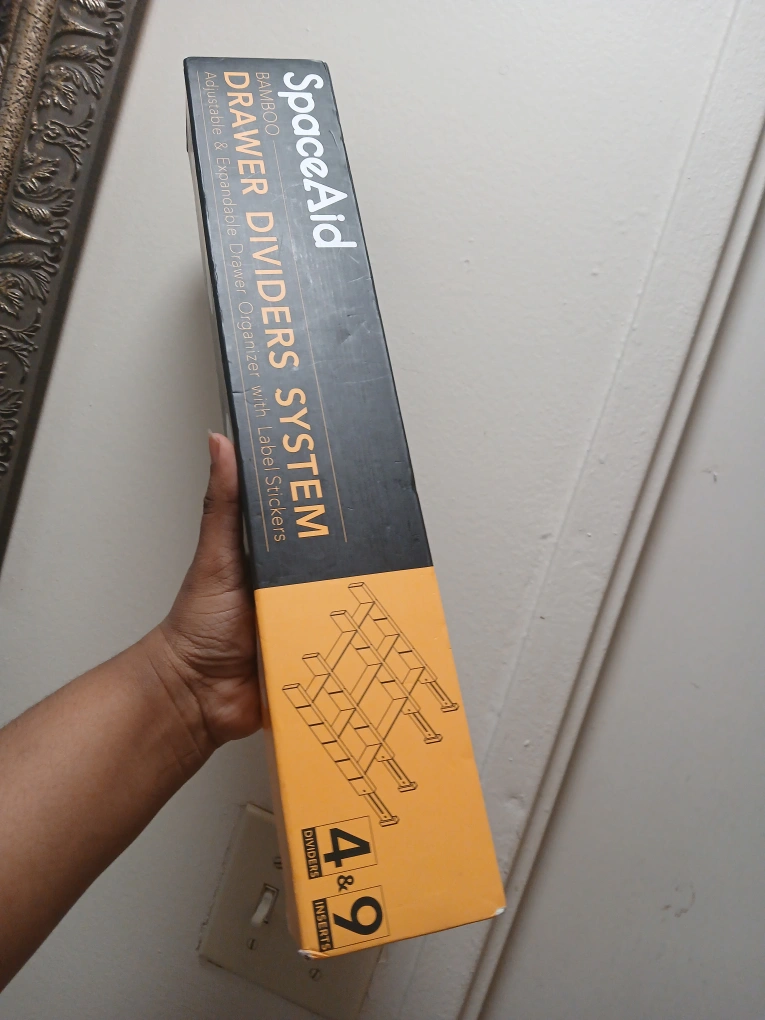 SpaceAid
BAMBOO
DRAWER DIVIDERS SYSTEM
Adjustable & Expandable Drawer Organizer with Label Stickers
4
DIVIDERS
&
9
INSERTS